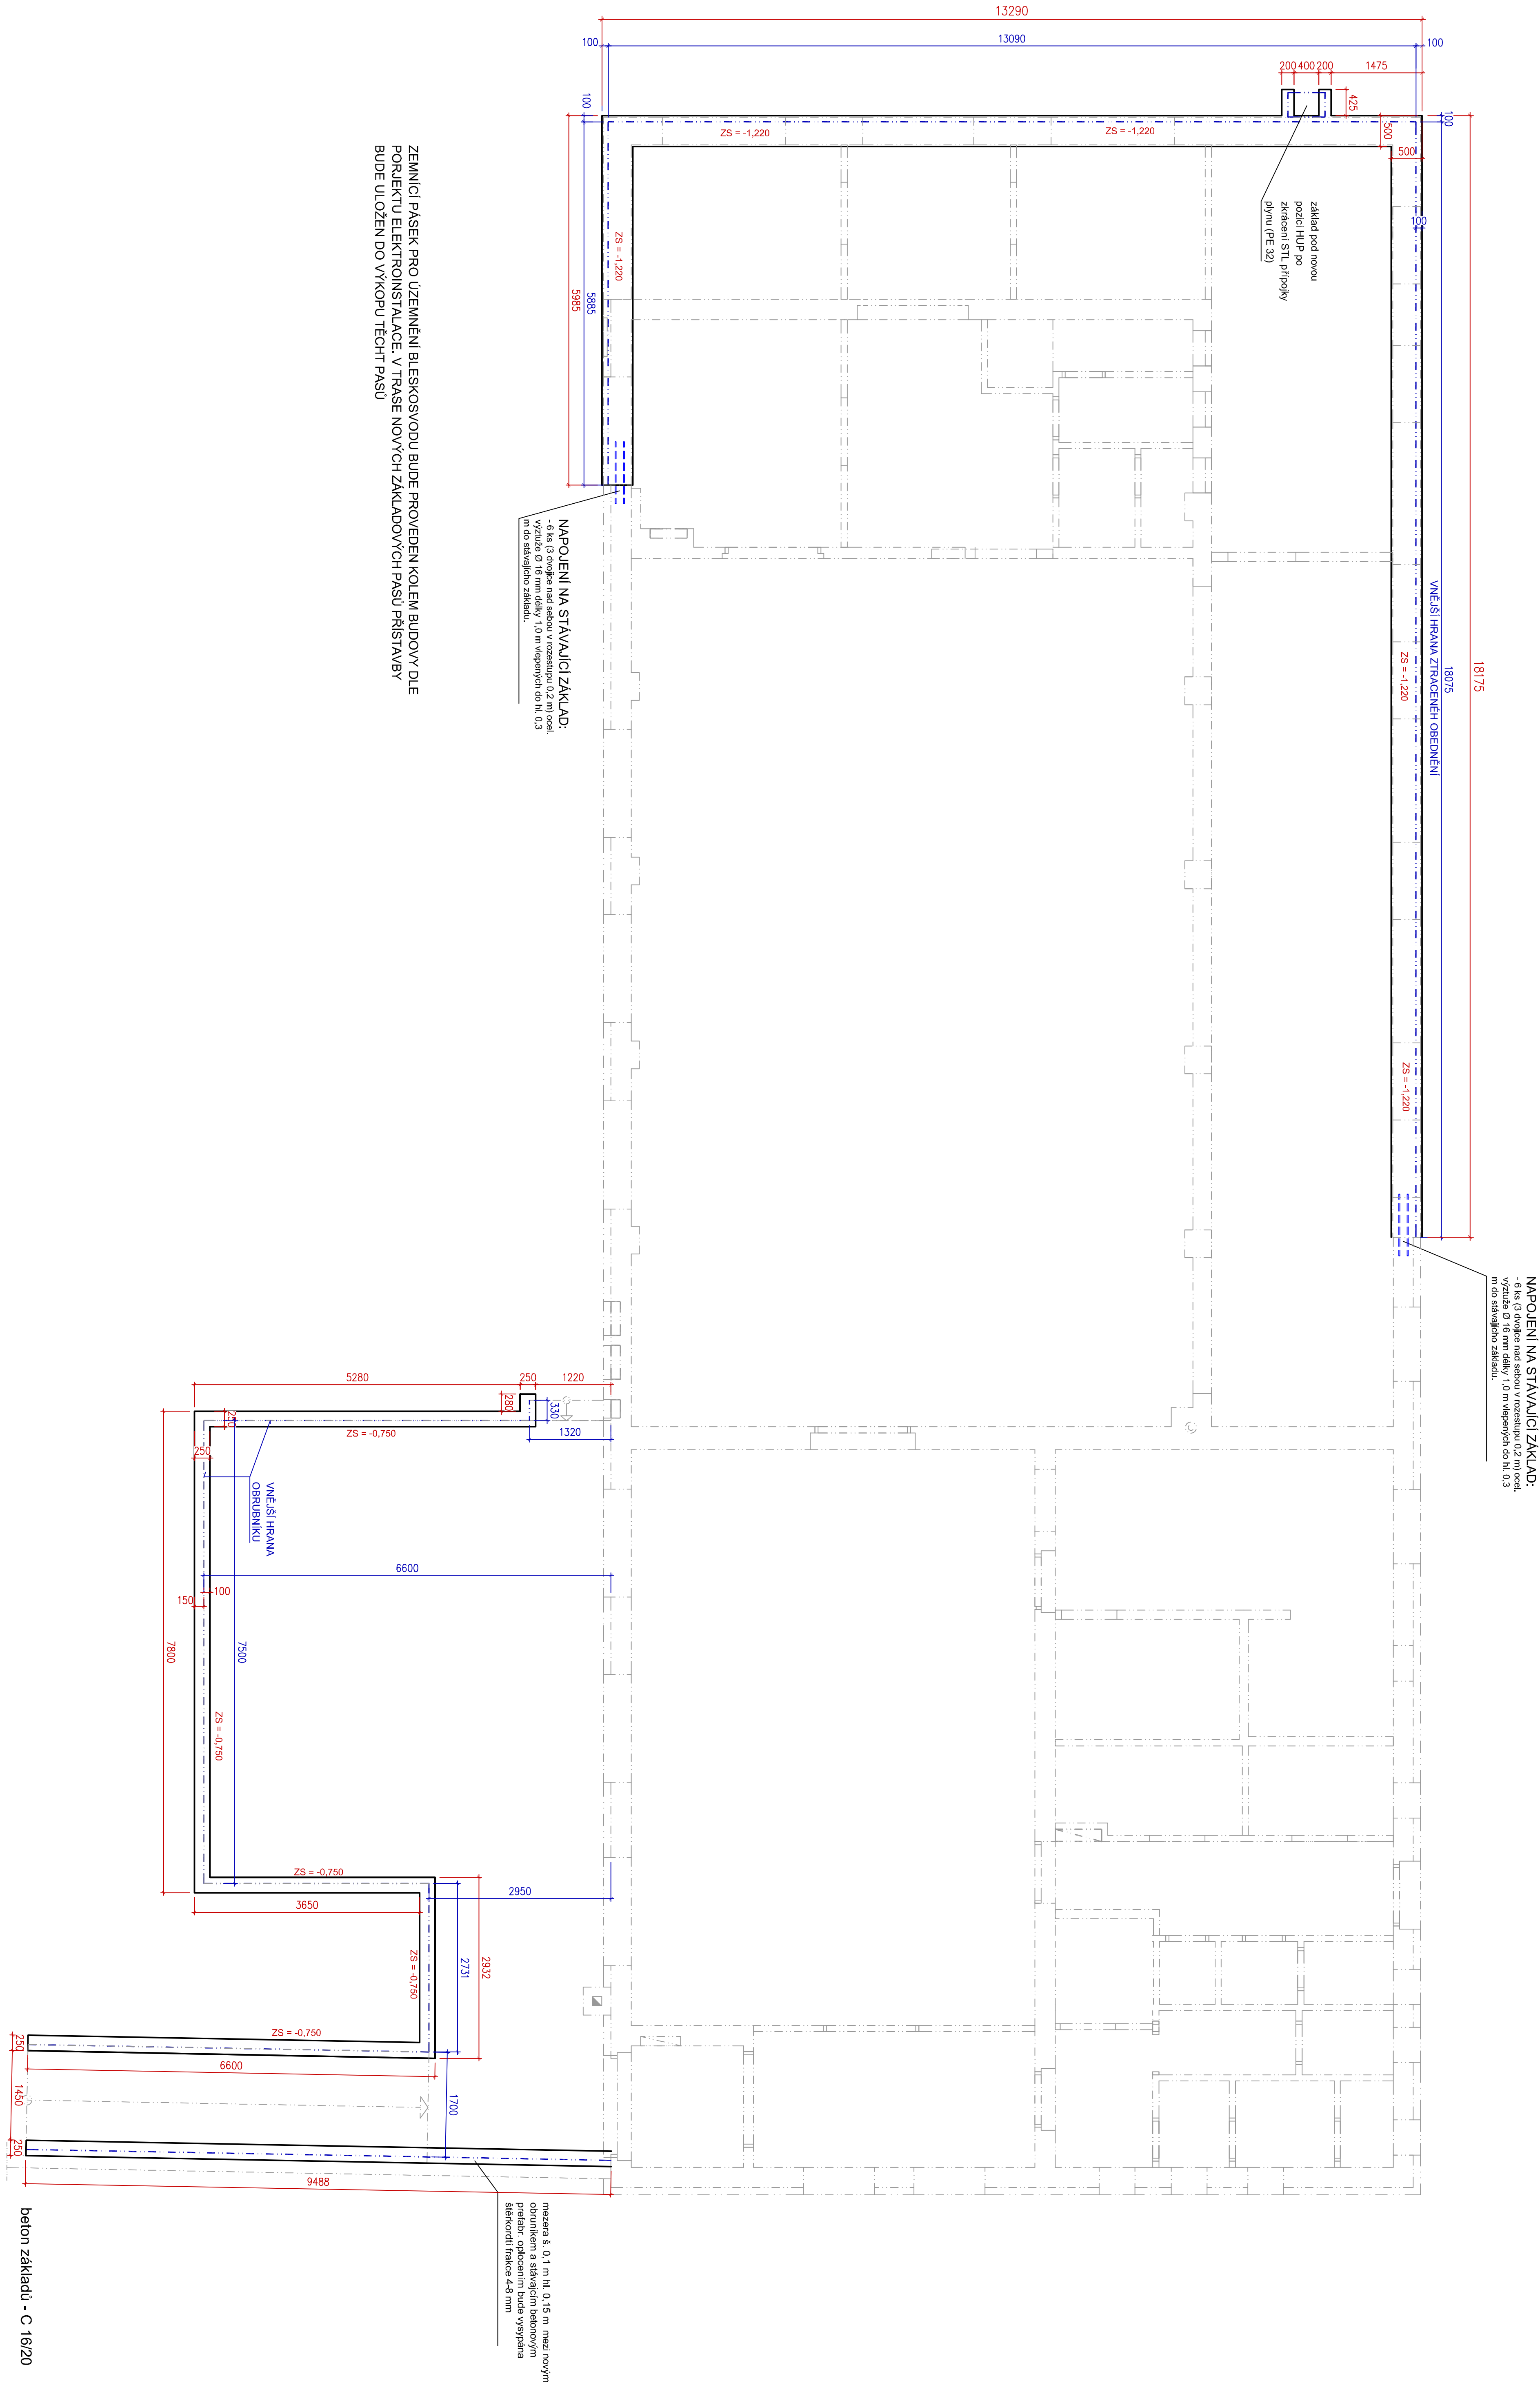 13290
100
13090
100
200
400
200
1475
425
100
100
500
500
100
ZS = -1,220
ZS = -1,220
základ pod novou
pozici HUP po
zkrácení STL přípojky
plynu (PE 32)
ZS = -1,220
5885
5985
ZEMNÍCÍ PÁSEK PRO ÚZEMNĚNÍ BLESKOSVODU BUDE PROVEDEN KOLEM BUDOVY DLE
PORJEKTU ELEKTROINSTALACE. V TRASE NOVÝCH ZÁKLADOVÝCH PASŮ PŘÍSTAVBY
BUDE ULOŽEN DO VÝKOPU TĚCHT PASŮ
NAPOJENÍ NA STÁVAJÍCÍ ZÁKLAD:
- 6 ks (3 dvojice nad sebou v rozestupu 0,2 m) ocel.
výztuže Ø 16 mm délky 1,0 m vlepených do hl. 0,3
m do stávajícho základu.
18175
18075
VNĚJŠÍ HRANA ZTRACENÉH OBEDNĚNÍ
ZS = -1,220
ZS = -1,220
NAPOJENÍ NA STÁVAJÍCÍ ZÁKLAD:
- 6 ks (3 dvojice nad sebou v rozestupu 0,2 m) ocel.
výztuže Ø 16 mm délky 1,0 m vlepených do hl. 0,3
m do stávajícho základu.
5280
250
1220
280
330
1320
250
ZS = -0,750
250
VNĚJŠÍ HRANA
OBRUBNÍKU
6600
100
150
7800
7500
ZS = -0,750
ZS = -0,750
3650
2950
2731
2932
ZS = -0,750
ZS = -0,750
250
6600
1450
1700
250
9488
mezera š. 0,1 m hl. 0,15 m mezi novým
obruníkem a stávajcím betonovým
prefabr. oplocením bude vysypána
štěrkordtí frakce 4-8 mm
beton základů - C 16/20